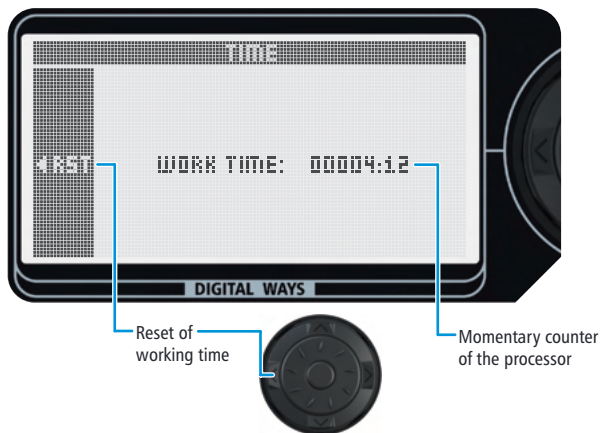 TIME
RST
WORK TIME: 00004:12
DIGITAL WAYS
Reset of
working time
Momentary counter
of the processor